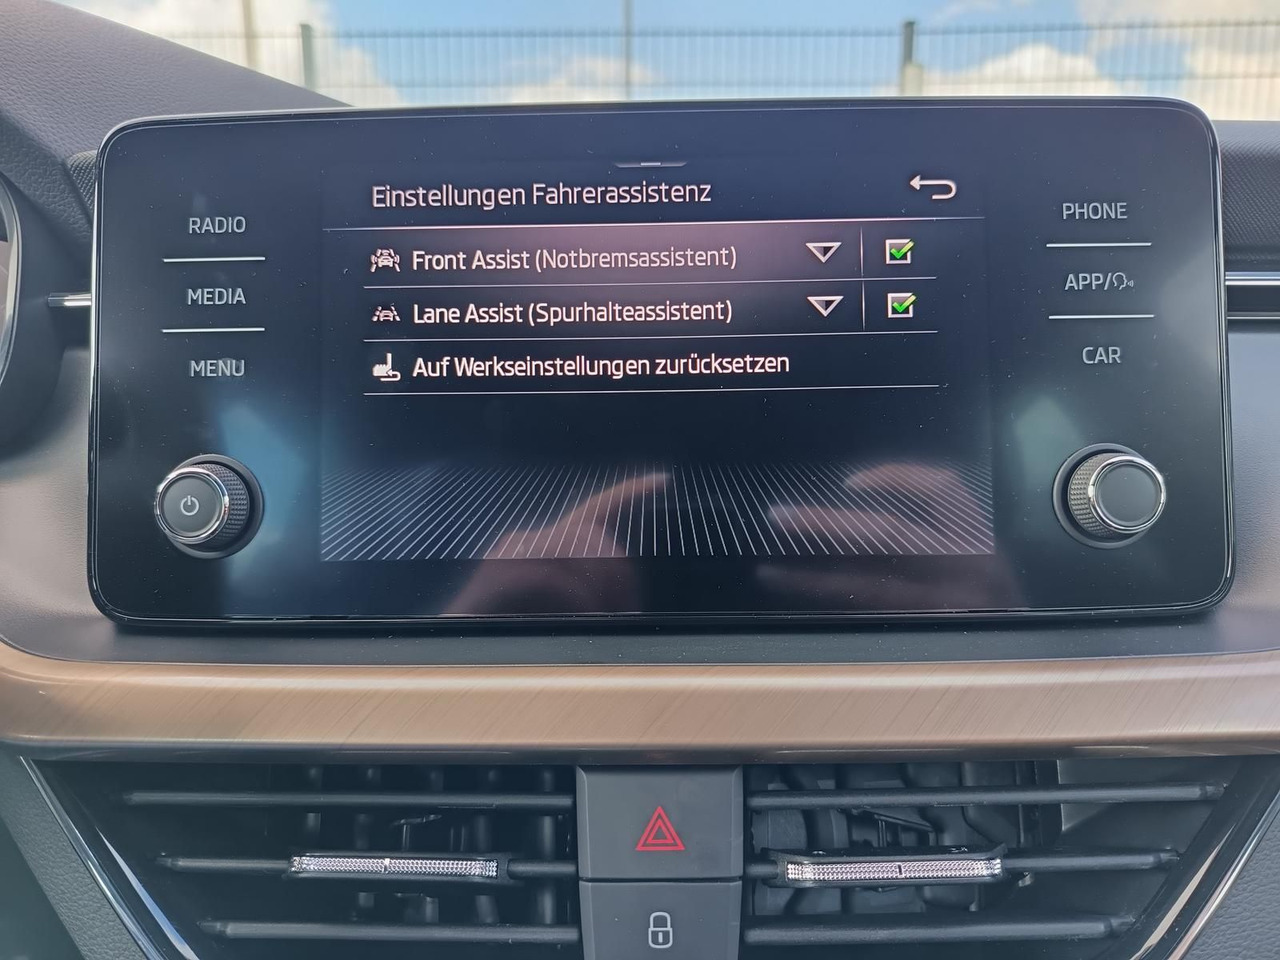 Einstellungen Fahrerassistenz
RADIO
MEDIA
MENU
Front Assist (Notbremsassistent)
Lane Assist (Spurhalteassistent)
Auf Werkseinstellungen zurücksetzen
PHONE
APP/
CAR